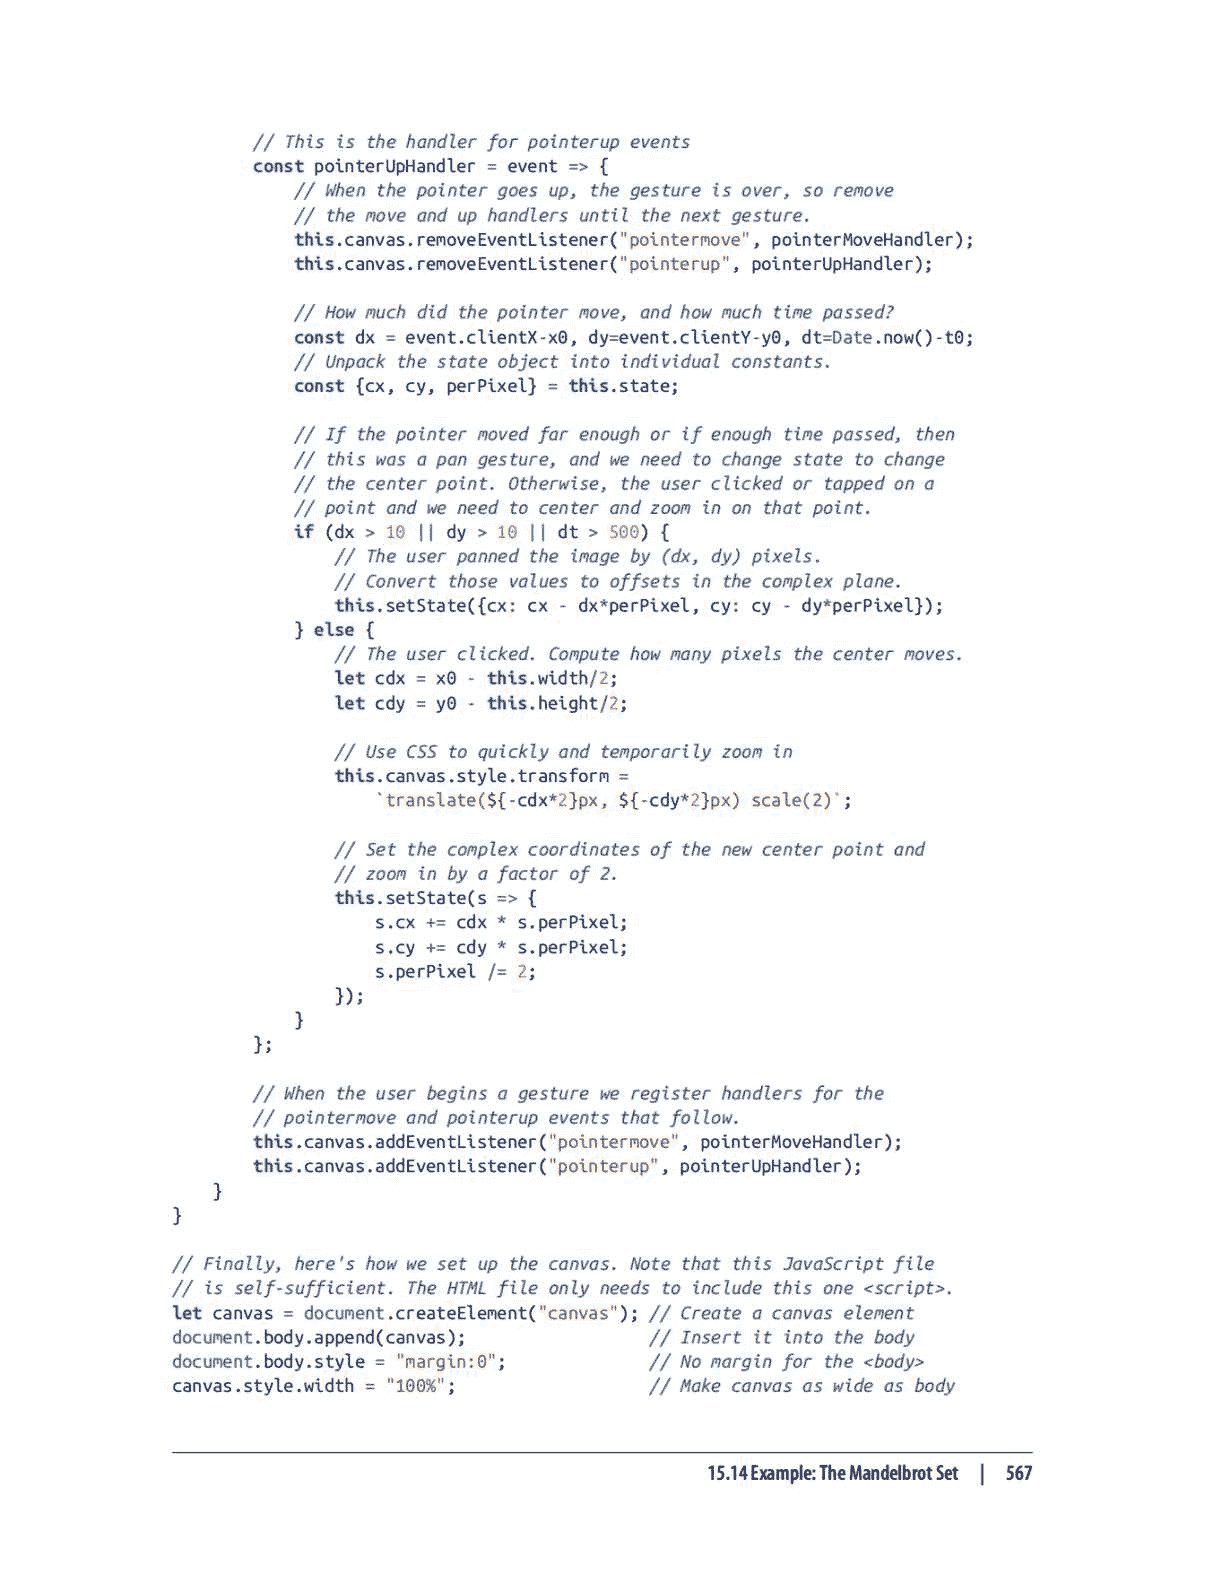 // This is the handler for pointerup events
const pointerUpHandler = event => {
// When the pointer goes up, the gesture is over, so remove
// the move and up handlers until the next gesture.
this.canvas.removeEventListener("pointermove", pointerMoveHandler);
this.canvas.removeEventListener("pointerup", pointerUpHandler);
// How much did the pointer move, and how much time passed?
const dx = event.clientX-x0, dy=event.clientY-y0, dt=Date.now()-t0;
// Unpack the state object into individual constants.
const {cx, cy, perPixel} = this.state;
// If the pointer moved far enough or if enough time passed, then
// this was a pan gesture, and we need to change state to change
// the center point. Otherwise, the user clicked or tapped on a
// point and we need to center and zoom in on that point.
if (dx > 10 || dy > 10 || dt > 500) {
// The user panned the image by (dx, dy) pixels.
// Convert those values to offsets in the complex plane.
this.setState({cx: cx - dx*perPixel, cy: cy - dy*perPixel});
} else {
// The user clicked. Compute how many pixels the center moves.
let cdx = x0 - this.width/2;
let cdy = y0 - this.height/2;
// Use CSS to quickly and temporarily zoom in
this.canvas.style.transform =
`translate(${-cdx*2}px, ${-cdy*2}px) scale(2)`;
// Set the complex coordinates of the new center point and
// zoom in by a factor of 2.
this.setState(s => {
s.cx += cdx * s.perPixel;
s.cy += cdy * s.perPixel;
s.perPixel /= 2;
});
}
};
// When the user begins a gesture we register handlers for the
// pointermove and pointerup events that follow.
this.canvas.addEventListener("pointermove", pointerMoveHandler);
this.canvas.addEventListener("pointerup", pointerUpHandler);
}
}
// Finally, here's how we set up the canvas. Note that this JavaScript file
// is self-sufficient. The HTML file only needs to include this one <script>.
let canvas = document.createElement("canvas"); // Create a canvas element
document.body.append(canvas); // Insert it into the body
document.body.style = "margin:0"; // No margin for the <body>
canvas.style.width = "100%"; // Make canvas as wide as body
15.14 Example: The Mandelbrot Set | 567